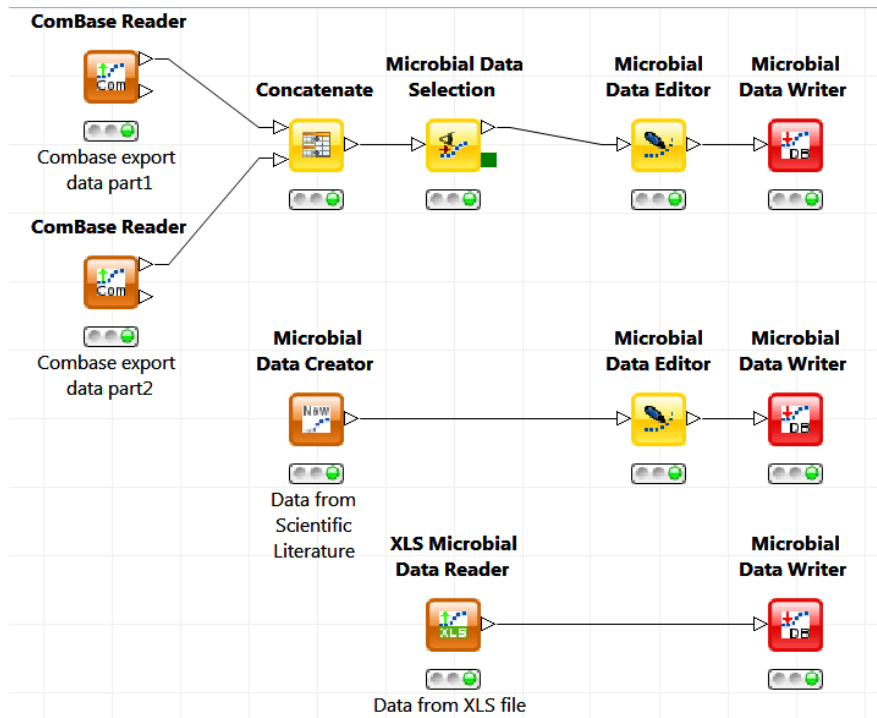 ComBase Reader
Com
Combase export
data part1
Concatenate
Microbial Data
Selection
Microbial
Data Editor
Microbial
Data Writer
DB
ComBase Reader
Com
Combase export
data part2
Microbial
Data Creator
New
Data from
Scientific
Literature
Microbial
Data Editor
Microbial
Data Writer
DB
XLS Microbial
Data Reader
XLS
Data from XLS file
Microbial
Data Writer
DB